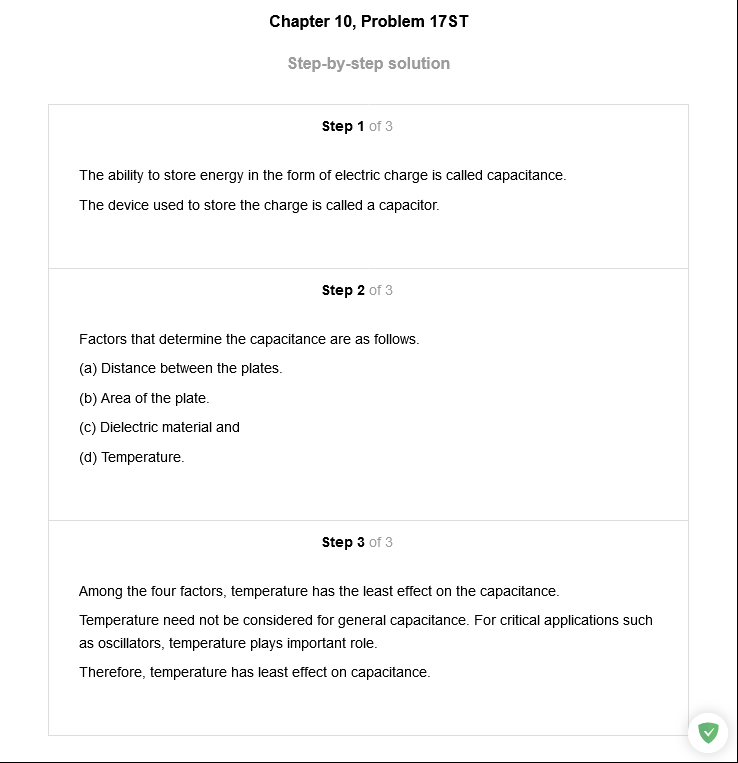 Chapter 10, Problem 17ST
Step-by-step solution
Step 1 of 3
The ability to store energy in the form of electric charge is called capacitance.
The device used to store the charge is called a capacitor.
Step 2 of 3
Factors that determine the capacitance are as follows.
(a) Distance between the plates.
(b) Area of the plate.
(c) Dielectric material and
(d) Temperature.
Step 3 of 3
Among the four factors, temperature has the least effect on the capacitance.
Temperature need not be considered for general capacitance. For critical applications such
as oscillators, temperature plays important role.
Therefore, temperature has least effect on capacitance.